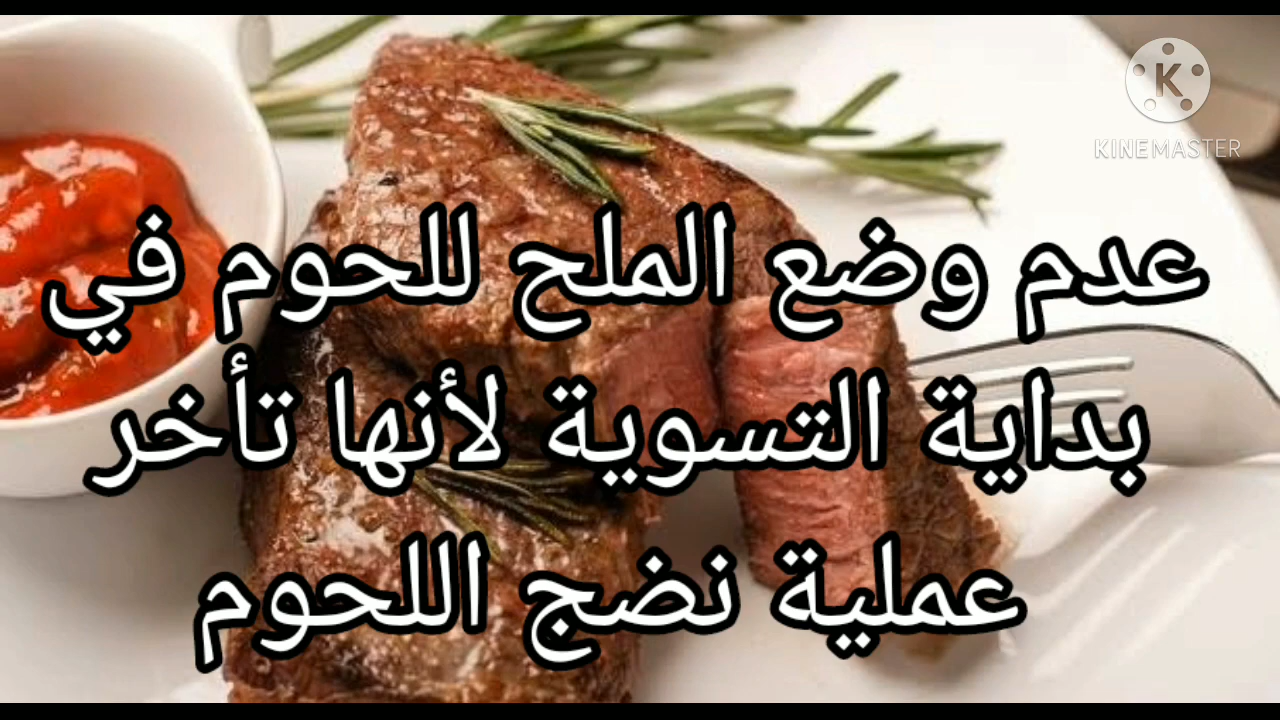 KINEMASTER
عدم وضع الملح للحوم في
بداية التسوية لأنها تأخر
عملية نضج اللحوم